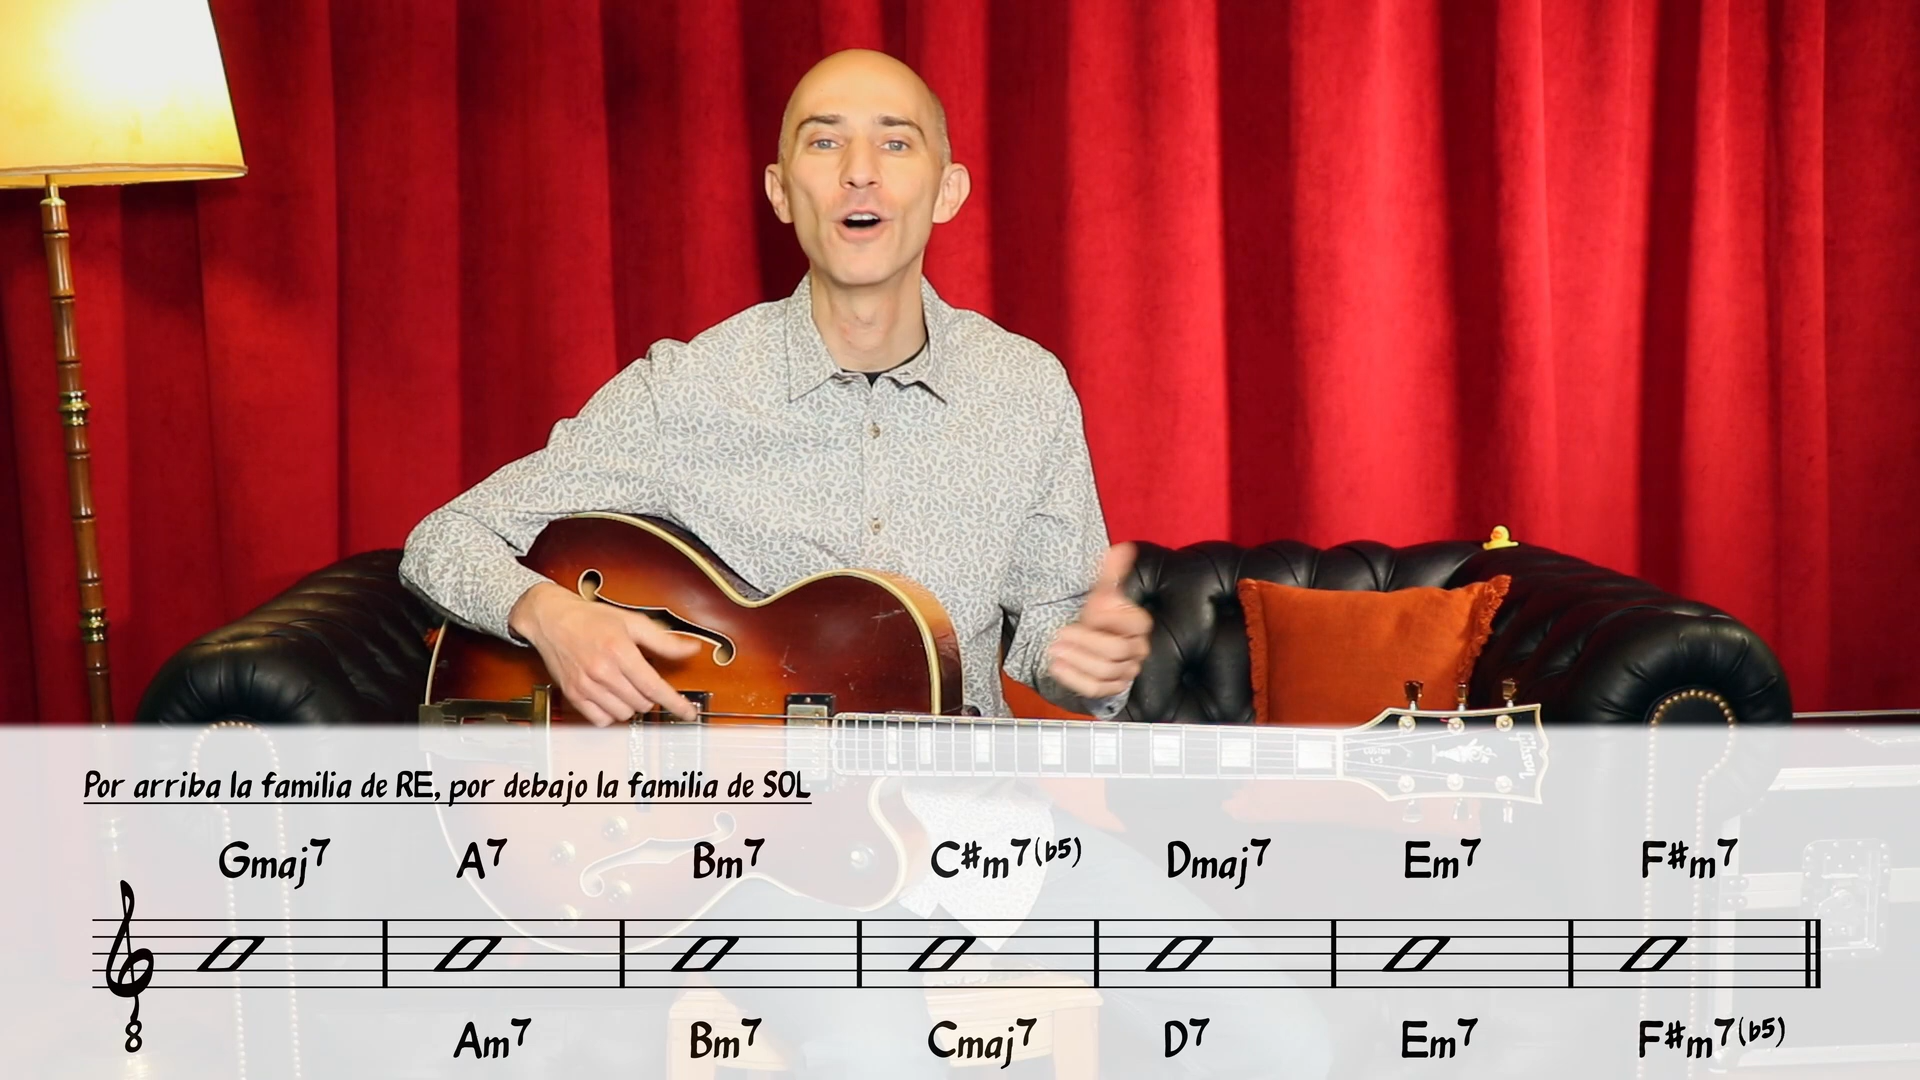 Por arriba la familia de RE, por debajo la familia de SOL
Gmaj7 A7 Bm7 C#m7(b5) Dmaj7 Em7 F#m7
8
Am7 Bm7 Cmaj7 D7 Em7 F#m7(b5)